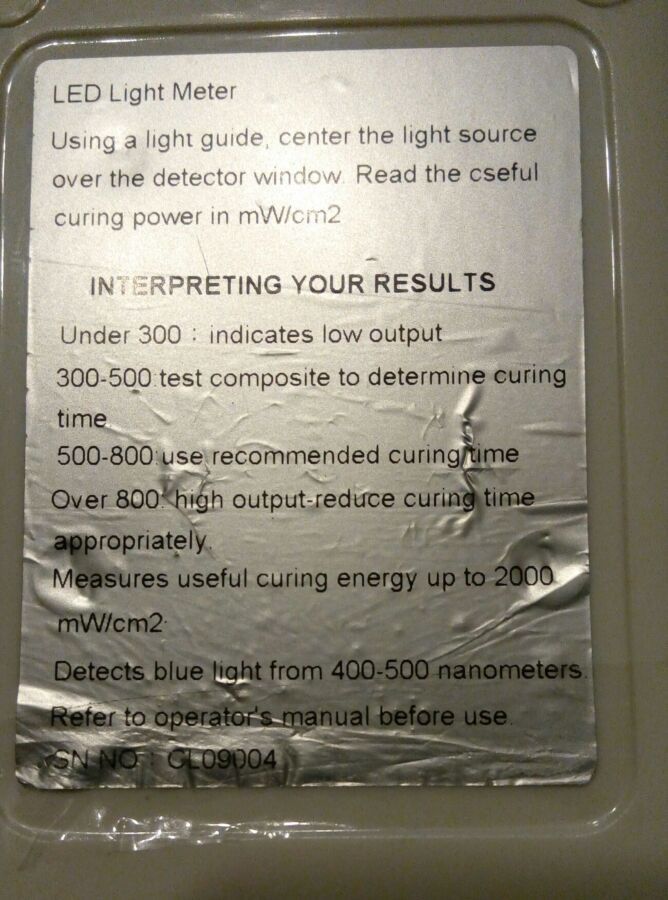 LED Light Meter
Using a light guide, center the light source
over the detector window. Read the cseful
curing power in mW/cm2
INTERPRETING YOUR RESULTS
Under 300 : indicates low output
300-500:test composite to determine curing
time.
500-800:use recommended curing time
Over 800: high output-reduce curing time
appropriately.
Measures useful curing energy up to 2000
mW/cm2.
Detects blue light from 400-500 nanometers.
Refer to operator's manual before use.
SN NO : CL09004